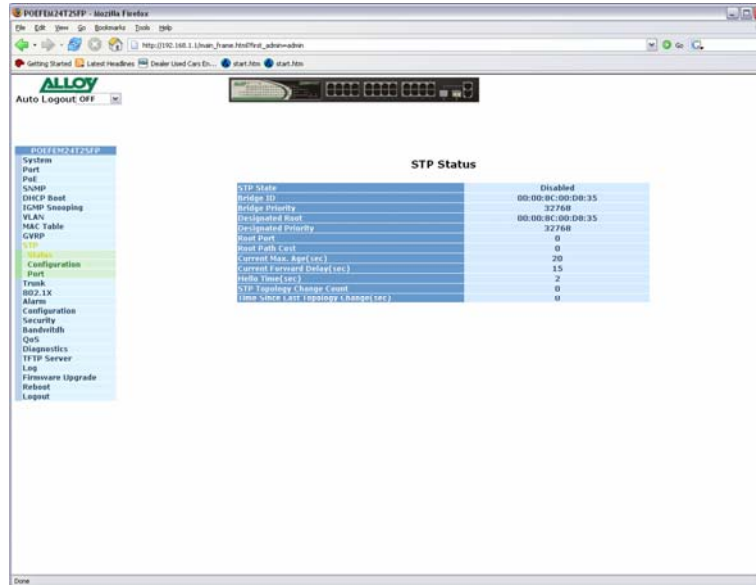 POEFEM24T2SFP - Mozilla Firefox
File Edit View Go Bookmarks Tools Help
http://192.168.1.1/main_frame.html?first_admin=admin
Go
Getting Started Latest Headlines Dealer Used Cars En... start.htm start.htm
ALLOY
Auto Logout OFF
POEFEM24T2SFP
System
Port
PoE
SNMP
DHCP Boot
IGMP Snooping
VLAN
MAC Table
GVRP
STP
Status
Configuration
Port
Trunk
802.1X
Alarm
Configuration
Security
Bandwitdh
QoS
Diagnostics
TFTP Server
Log
Firmware Upgrade
Reboot
Logout
STP Status
STP State Disabled
Bridge ID 00:00:8C:00:D8:35
Bridge Priority 32768
Designated Root 00:00:8C:00:D8:35
Designated Priority 32768
Root Port 0
Root Path Cost 0
Current Max. Age(sec) 20
Current Forward Delay(sec) 15
Hello Time(sec) 2
STP Topology Change Count 0
Time Since Last Topology Change(sec) 0
Done